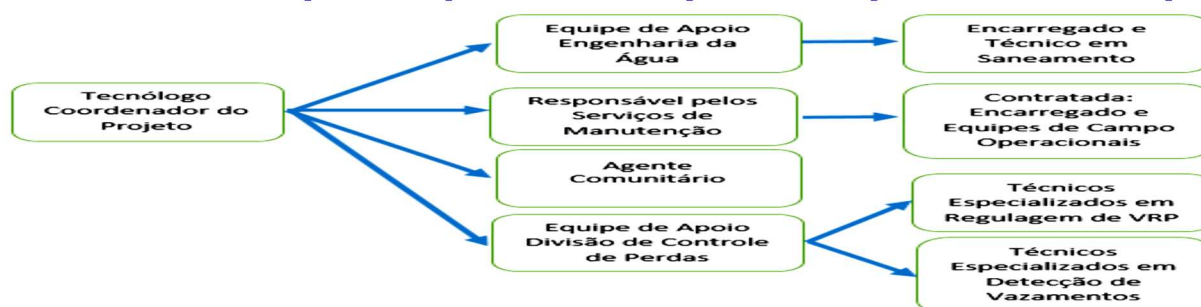 Tecnólogo
Coordenador do
Projeto
Equipe de Apoio
Engenharia da
Água
Encarregado e
Técnico em
Saneamento
Responsável pelos
Serviços de
Manutenção
Contratada:
Encarregado e
Equipes de Campo
Operacionais
Agente
Comunitário
Equipe de Apoio
Divisão de Controle
de Perdas
Técnicos
Especializados em
Regulagem de VRP
Técnicos
Especializados em
Detecção de
Vazamentos